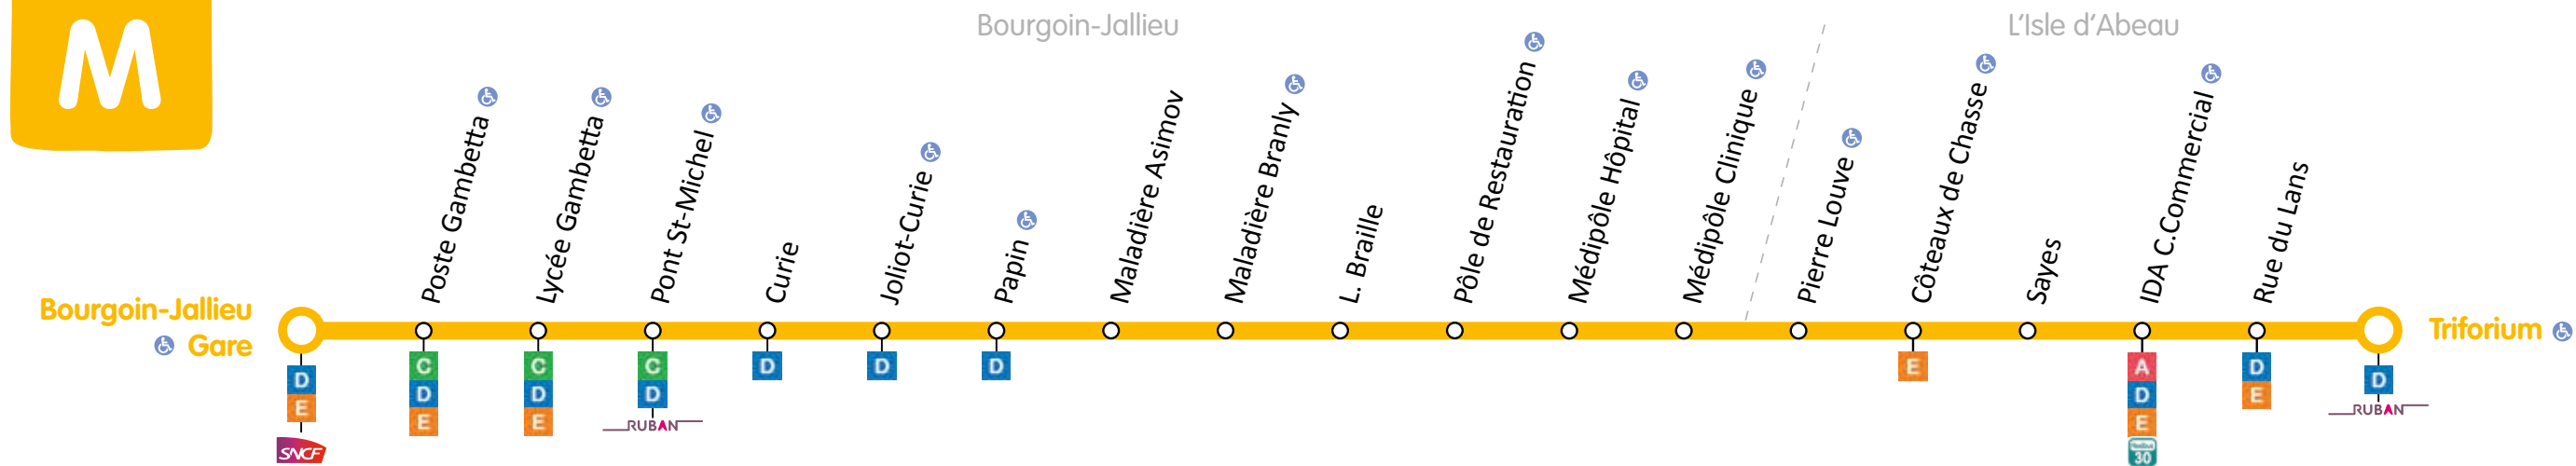 M
Bourgoin-Jallieu
L'Isle d'Abeau
Bourgoin-Jallieu
Gare
Poste Gambetta
Lycée Gambetta
Pont St-Michel
Curie
Joliot-Curie
Papin
Maladière Asimov
Maladière Branly
L. Braille
Pôle de Restauration
Médipôle Hôpital
Médipôle Clinique
Pierre Louve
Côteaux de Chasse
Sayes
IDA C.Commercial
Rue du Lans
Triforium
D
E
SNCF
C
D
E
C
D
E
C
D
RUBAN
D
D
D
E
A
D
E
30
D
E
D
RUBAN